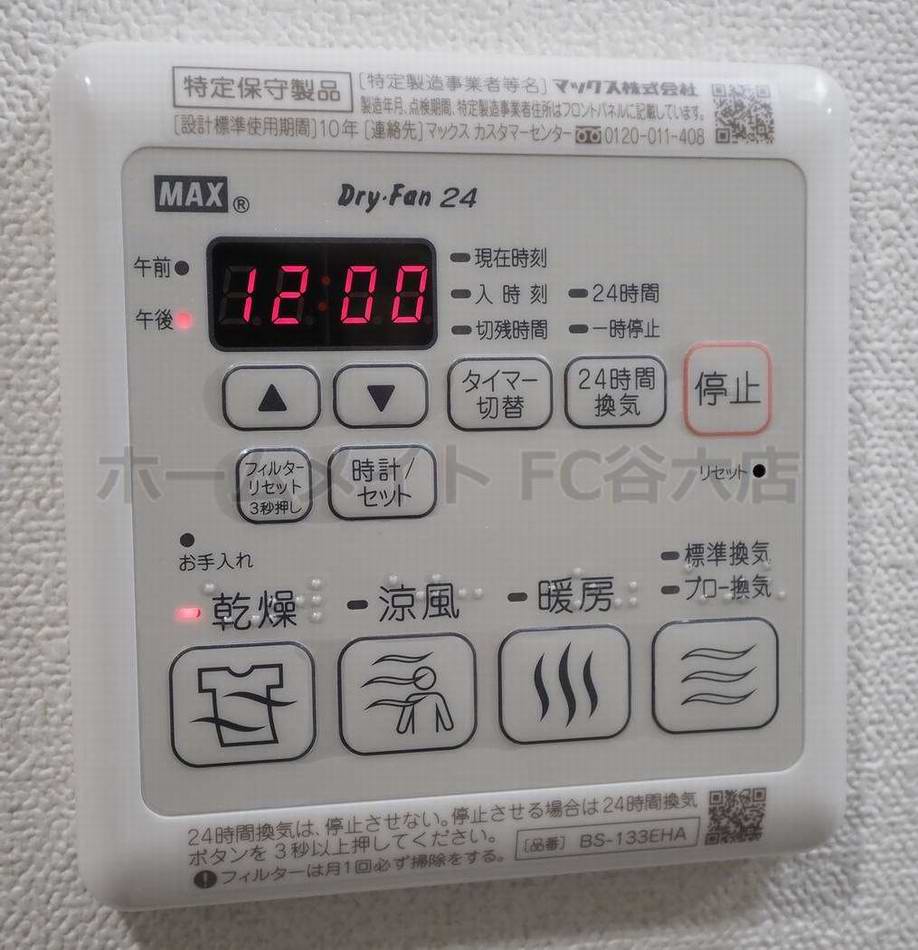 特定保守製品 [特定製造事業者等名] マックス株式会社
製造年月、点検期間、特定製造事業者住所はフロントパネルに記載しています。
[設計標準使用期間]10年 [連絡先]マックス カスタマーセンター 0120-011-408
MAX® Dry・Fan 24
午前
午後
12:00
現在時刻
入時刻 24時間
切残時間 一時停止
▲ ▼
タイマー
切替
24時間
換気
停止
フィルター
リセット
3秒押し
時計/
セット
リセット
ホームメイト FC谷六店
お手入れ
標準換気
ブロー換気
乾燥 涼風 暖房
24時間換気は、停止させない。停止させる場合は24時間換気
ボタンを3秒以上押してください。
フィルターは月1回必ず掃除をする。
[品番] BS-133EHA